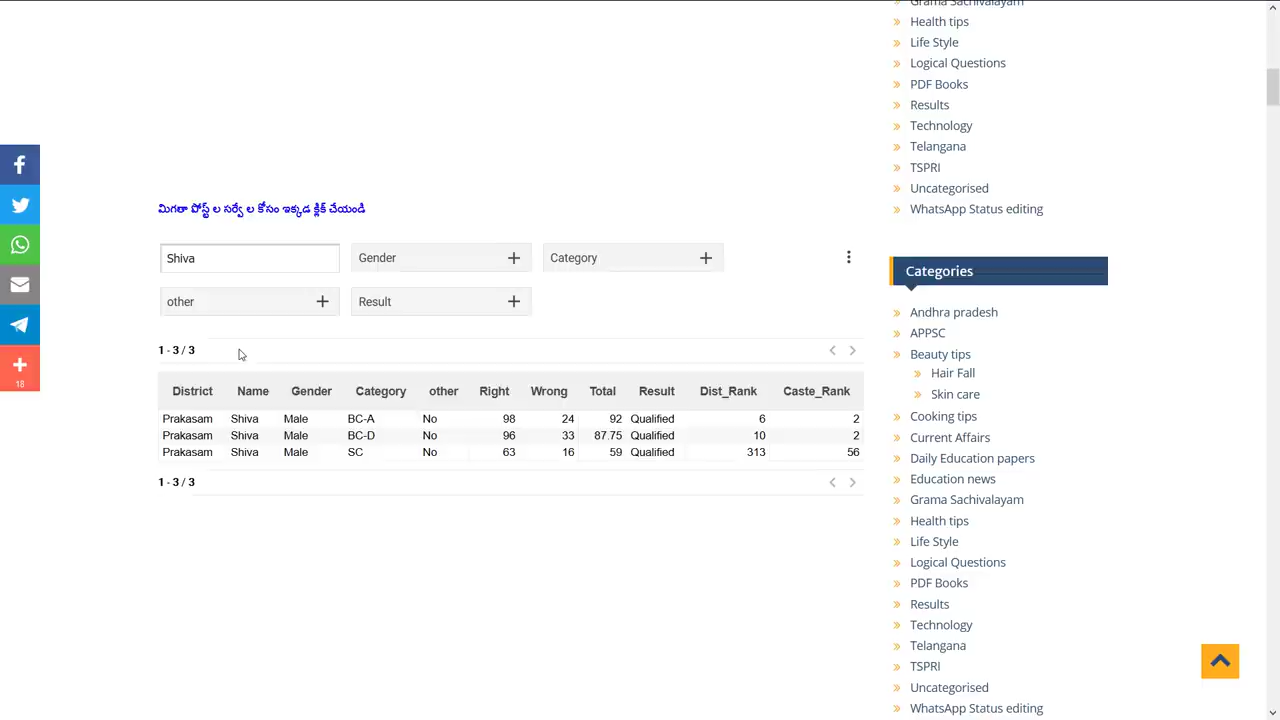 Grama Sachivalayam
Health tips
Life Style
Logical Questions
PDF Books
Results
Technology
Telangana
TSPRI
Uncategorised
WhatsApp Status editing
18
మిగతా పోస్ట్ ల సర్వే ల కోసం ఇక్కడ క్లిక్ చేయండి
Shiva Gender Category
other Result
1 - 3 / 3
District Name Gender Category other Right Wrong Total Result Dist_Rank Caste_Rank
Prakasam Shiva Male BC-A No 98 24 92 Qualified 6 2
Prakasam Shiva Male BC-D No 96 33 87.75 Qualified 10 2
Prakasam Shiva Male SC No 63 16 59 Qualified 313 56
1 - 3 / 3
Categories
Andhra pradesh
APPSC
Beauty tips
Hair Fall
Skin care
Cooking tips
Current Affairs
Daily Education papers
Education news
Grama Sachivalayam
Health tips
Life Style
Logical Questions
PDF Books
Results
Technology
Telangana
TSPRI
Uncategorised
WhatsApp Status editing